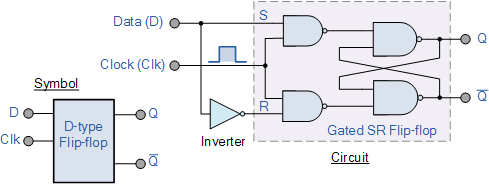 Data (D)
S
Q
Clock (Clk)
Symbol
R
Q̅
D
Q
D-type
Flip-flop
Clk
Inverter
Gated SR Flip-flop
Q̅
Circuit